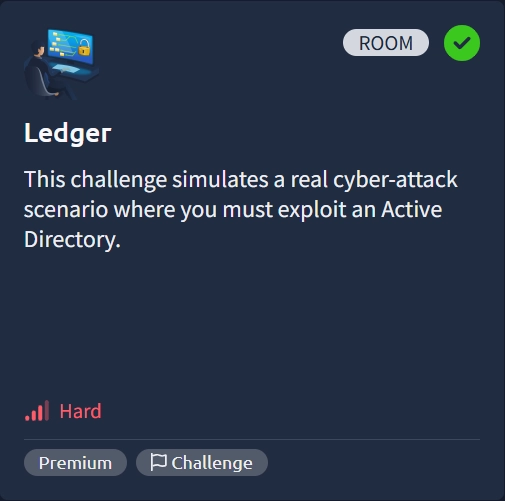 ROOM
Ledger
This challenge simulates a real cyber-attack
scenario where you must exploit an Active
Directory.
Hard
Premium
Challenge